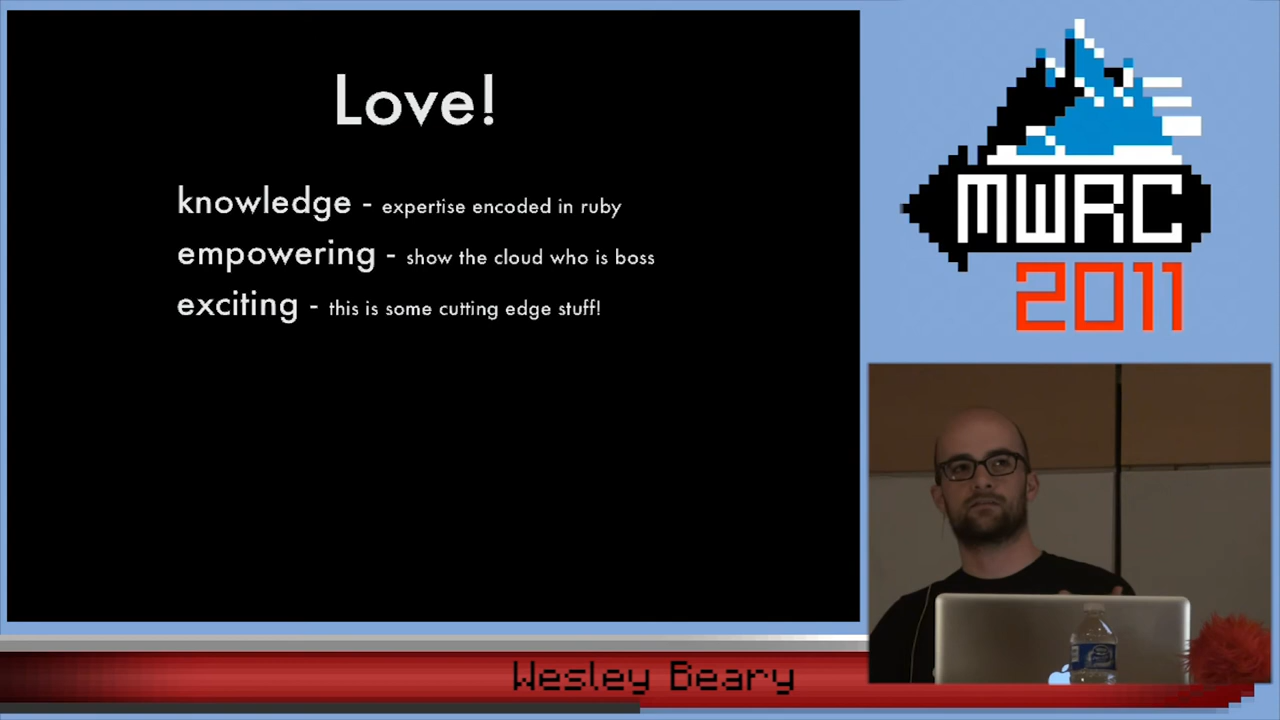 Love!
knowledge - expertise encoded in ruby
empowering - show the cloud who is boss
exciting - this is some cutting edge stuff!
MWRC
2011
Wesley Beary